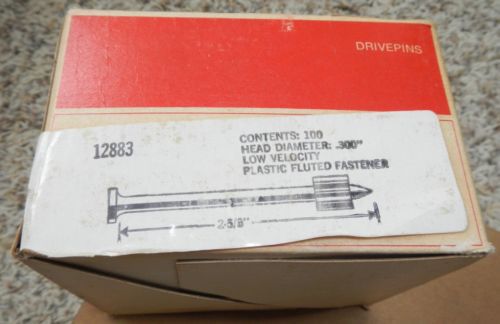 DRIVEPINS
12883
CONTENTS: 100
HEAD DIAMETER: .300"
LOW VELOCITY
PLASTIC FLUTED FASTENER
2-5/8"